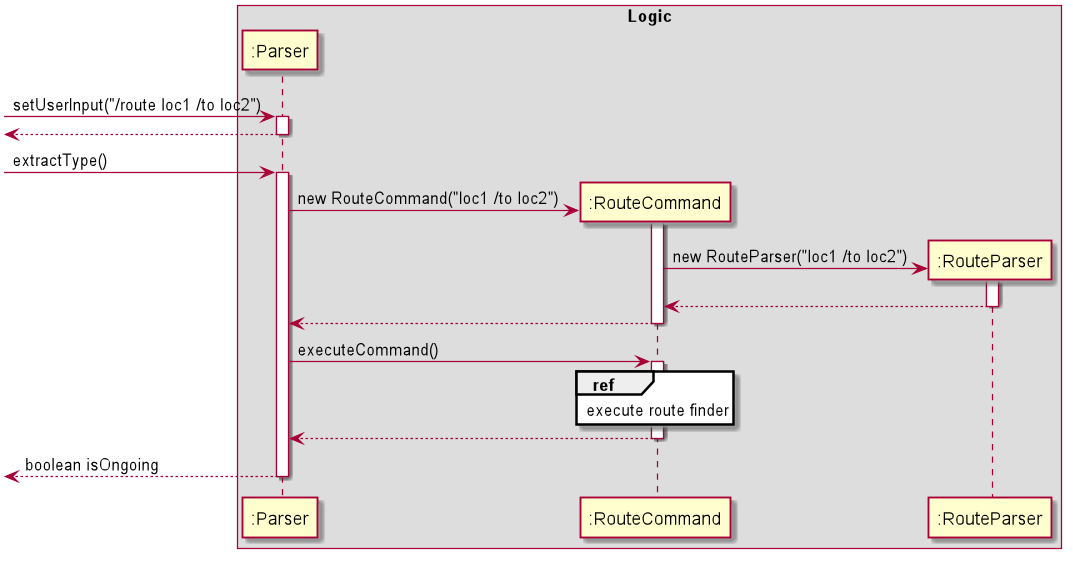 Logic
:Parser
setUserInput("/route loc1 /to loc2")
extractType()
new RouteCommand("loc1 /to loc2")
:RouteCommand
new RouteParser("loc1 /to loc2")
:RouteParser
executeCommand()
ref
execute route finder
boolean isOngoing
:Parser
:RouteCommand
:RouteParser